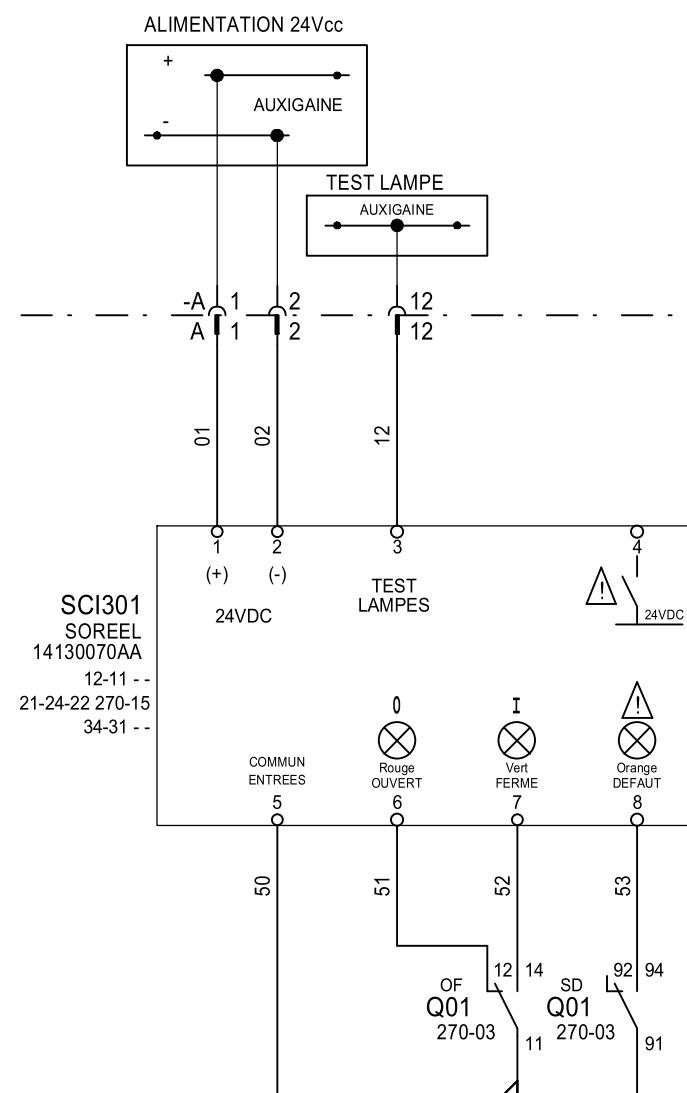 ALIMENTATION 24Vcc
+
AUXIGAINE
-
TEST LAMPE
AUXIGAINE
-A 1 2 12
A 1 2 12
01 02 12
1 2 3 4
(+) (-)
24VDC
TEST
LAMPES
!
24VDC
SCI301
SOREEL
14130070AA
12-11 - -
21-24-22 270-15
34-31 - -
O I !
COMMUN
ENTREES
5
Rouge
OUVERT
6
Vert
FERME
7
Orange
DEFAUT
8
50 51 52 53
12 14 92 94
OF
Q01
270-03
11
SD
Q01
270-03
91